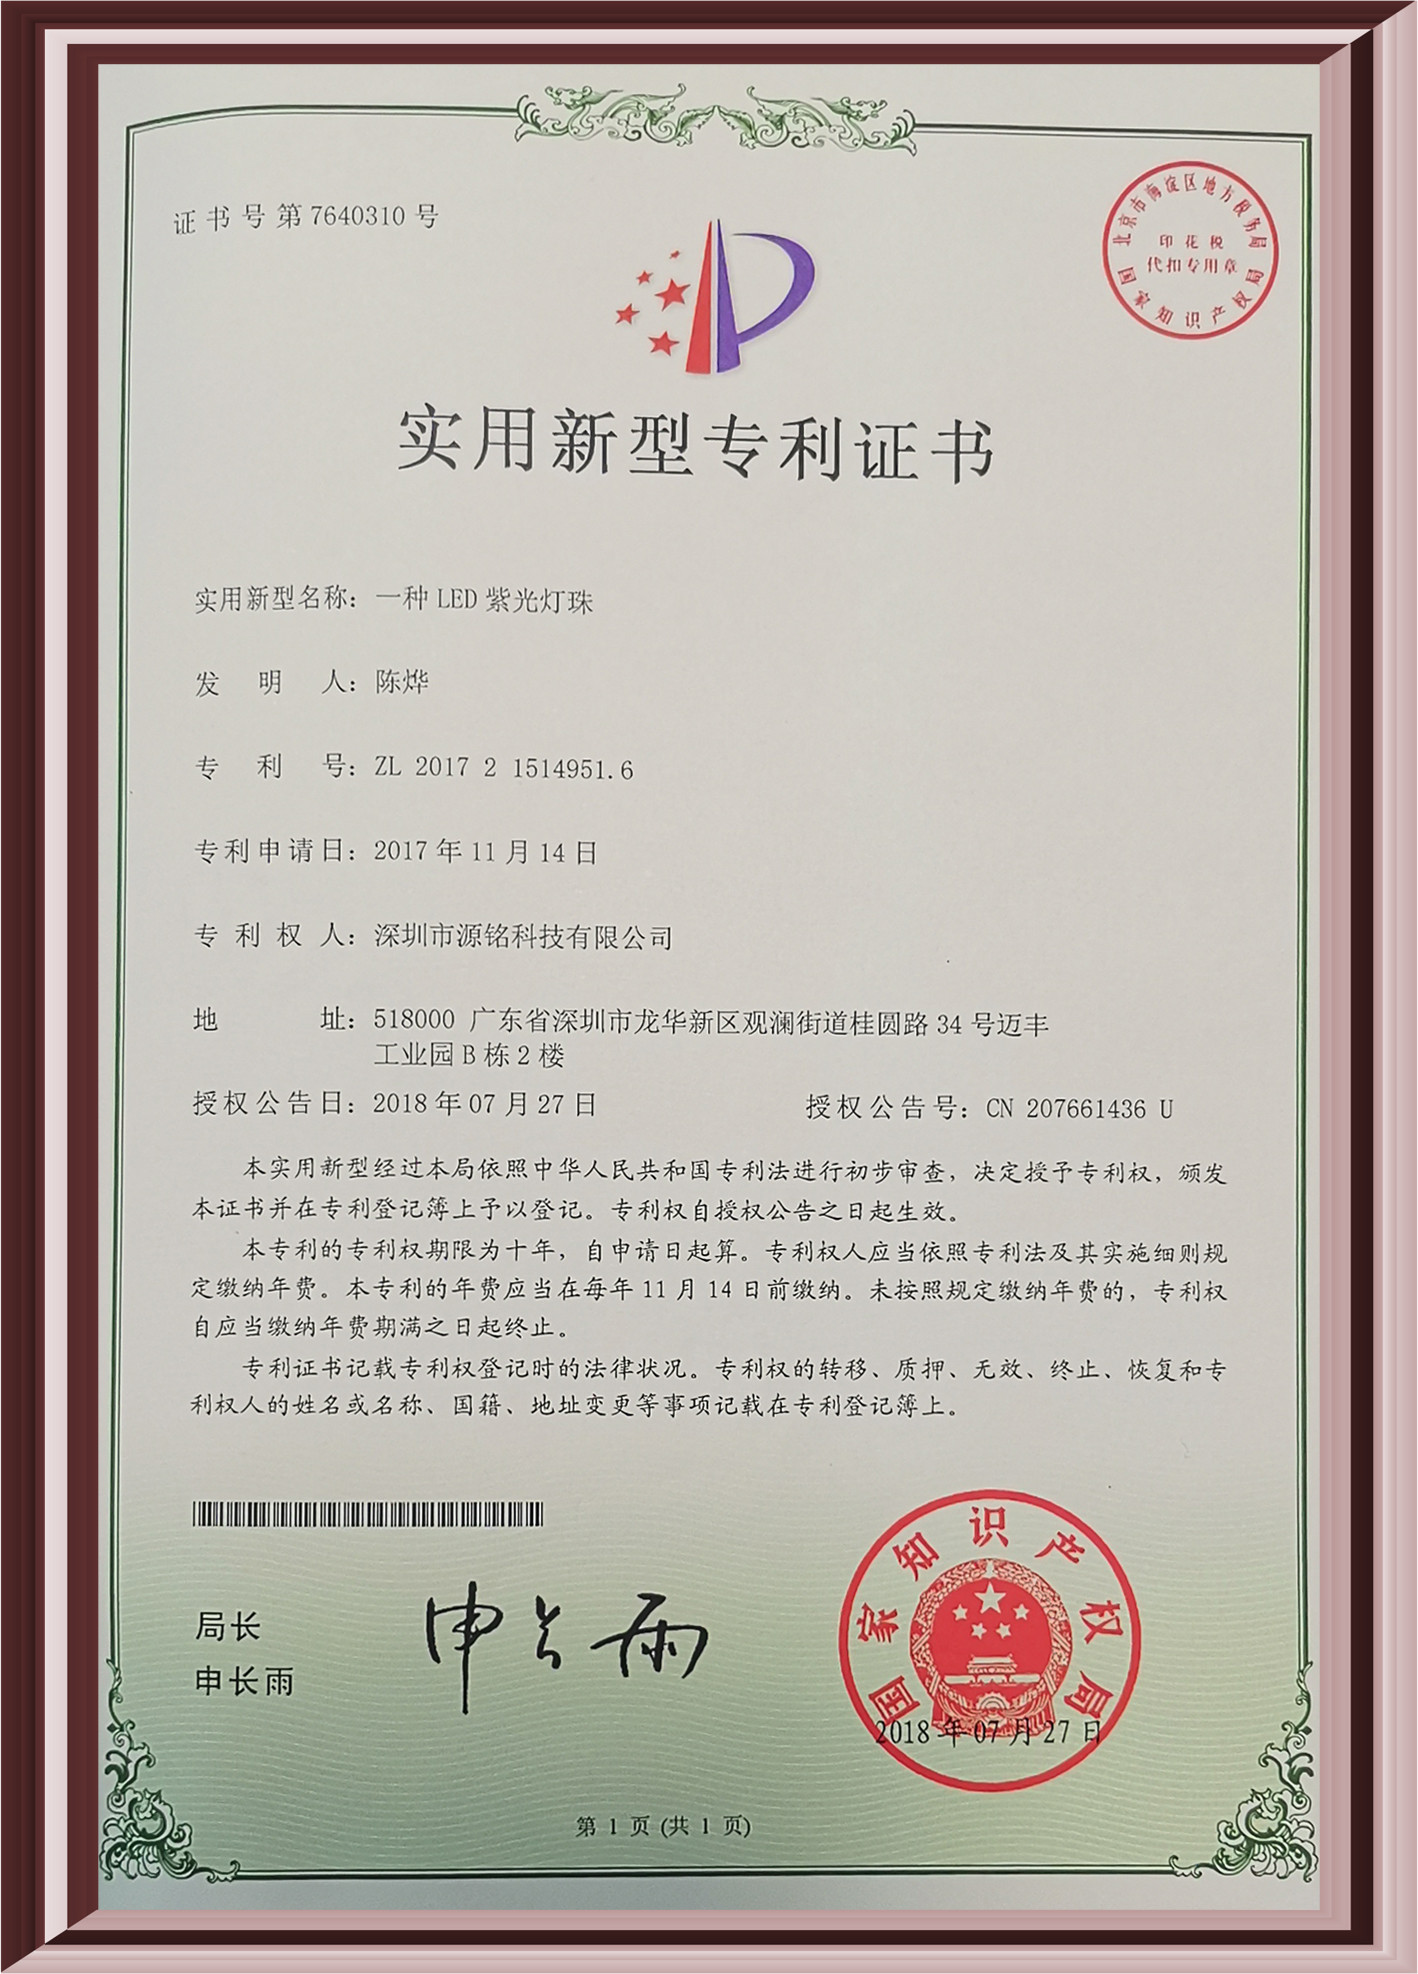 证书号第7640310号
北京市海淀区地方税务局
印花税
代扣专用章
国家知识产权局
实用新型专利证书
实用新型名称：一种LED紫光灯珠
发明人：陈烨
专利号：ZL 2017 2 1514951.6
专利申请日：2017年11月14日
专利权人：深圳市源铭科技有限公司
地址：518000 广东省深圳市龙华新区观澜街道桂圆路34号迈丰
工业园B栋2楼
授权公告日：2018年07月27日 授权公告号：CN 207661436 U
本实用新型经过本局依照中华人民共和国专利法进行初步审查，决定授予专利权，颁发
本证书并在专利登记簿上予以登记。专利权自授权公告之日起生效。
本专利的专利权期限为十年，自申请日起算。专利权人应当依照专利法及其实施细则规
定缴纳年费。本专利的年费应当在每年11月14日前缴纳。未按照规定缴纳年费的，专利权
自应当缴纳年费期满之日起终止。
专利证书记载专利权登记时的法律状况。专利权的转移、质押、无效、终止、恢复和专
利权人的姓名或名称、国籍、地址变更等事项记载在专利登记簿上。
局长
申长雨
申长雨
国家知识产权局
2018年07月27日
第 1 页 (共 1 页)